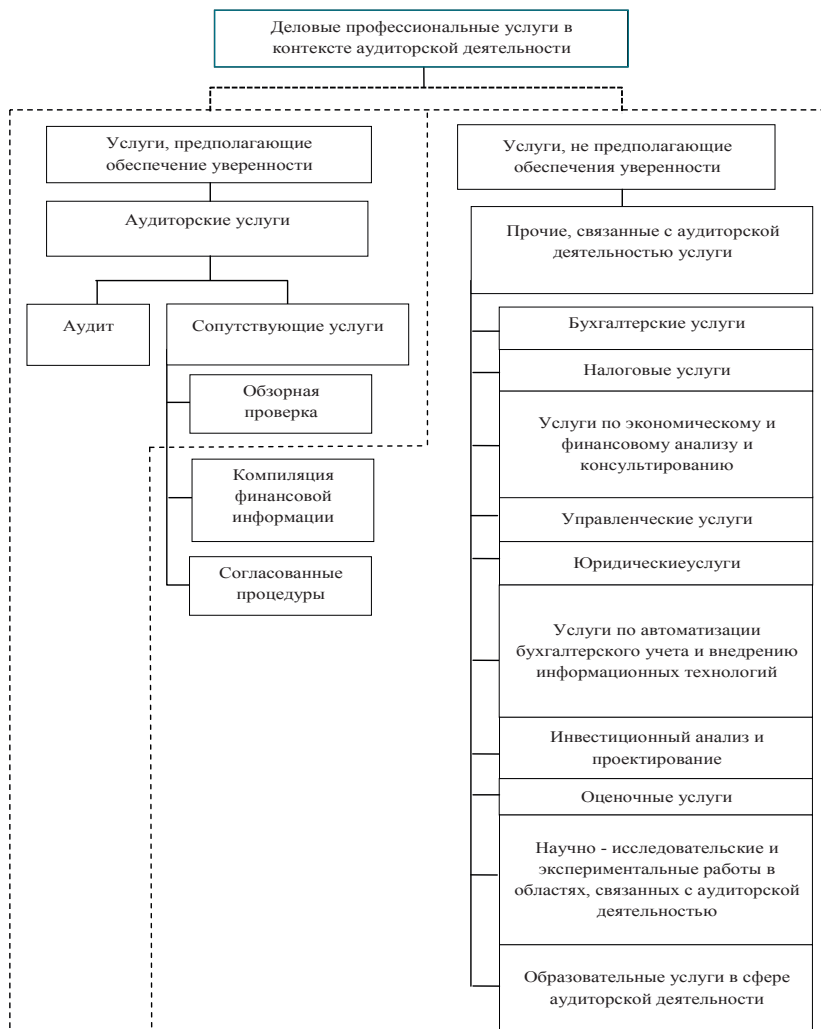 Деловые профессиональные услуги в
контексте аудиторской деятельности
Услуги, предполагающие
обеспечение уверенности
Аудиторские услуги
Аудит
Сопутствующие услуги
Обзорная
проверка
Компиляция
финансовой
информации
Согласованные
процедуры
Услуги, не предполагающие
обеспечения уверенности
Прочие, связанные с аудиторской
деятельностью услуги
Бухгалтерские услуги
Налоговые услуги
Услуги по экономическому и
финансовому анализу и
консультированию
Управленческие услуги
Юридическиеуслуги
Услуги по автоматизации
бухгалтерского учета и внедрению
информационных технологий
Инвестиционный анализ и
проектирование
Оценочные услуги
Научно - исследовательские и
экспериментальные работы в
областях, связанных с аудиторской
деятельностью
Образовательные услуги в сфере
аудиторской деятельности